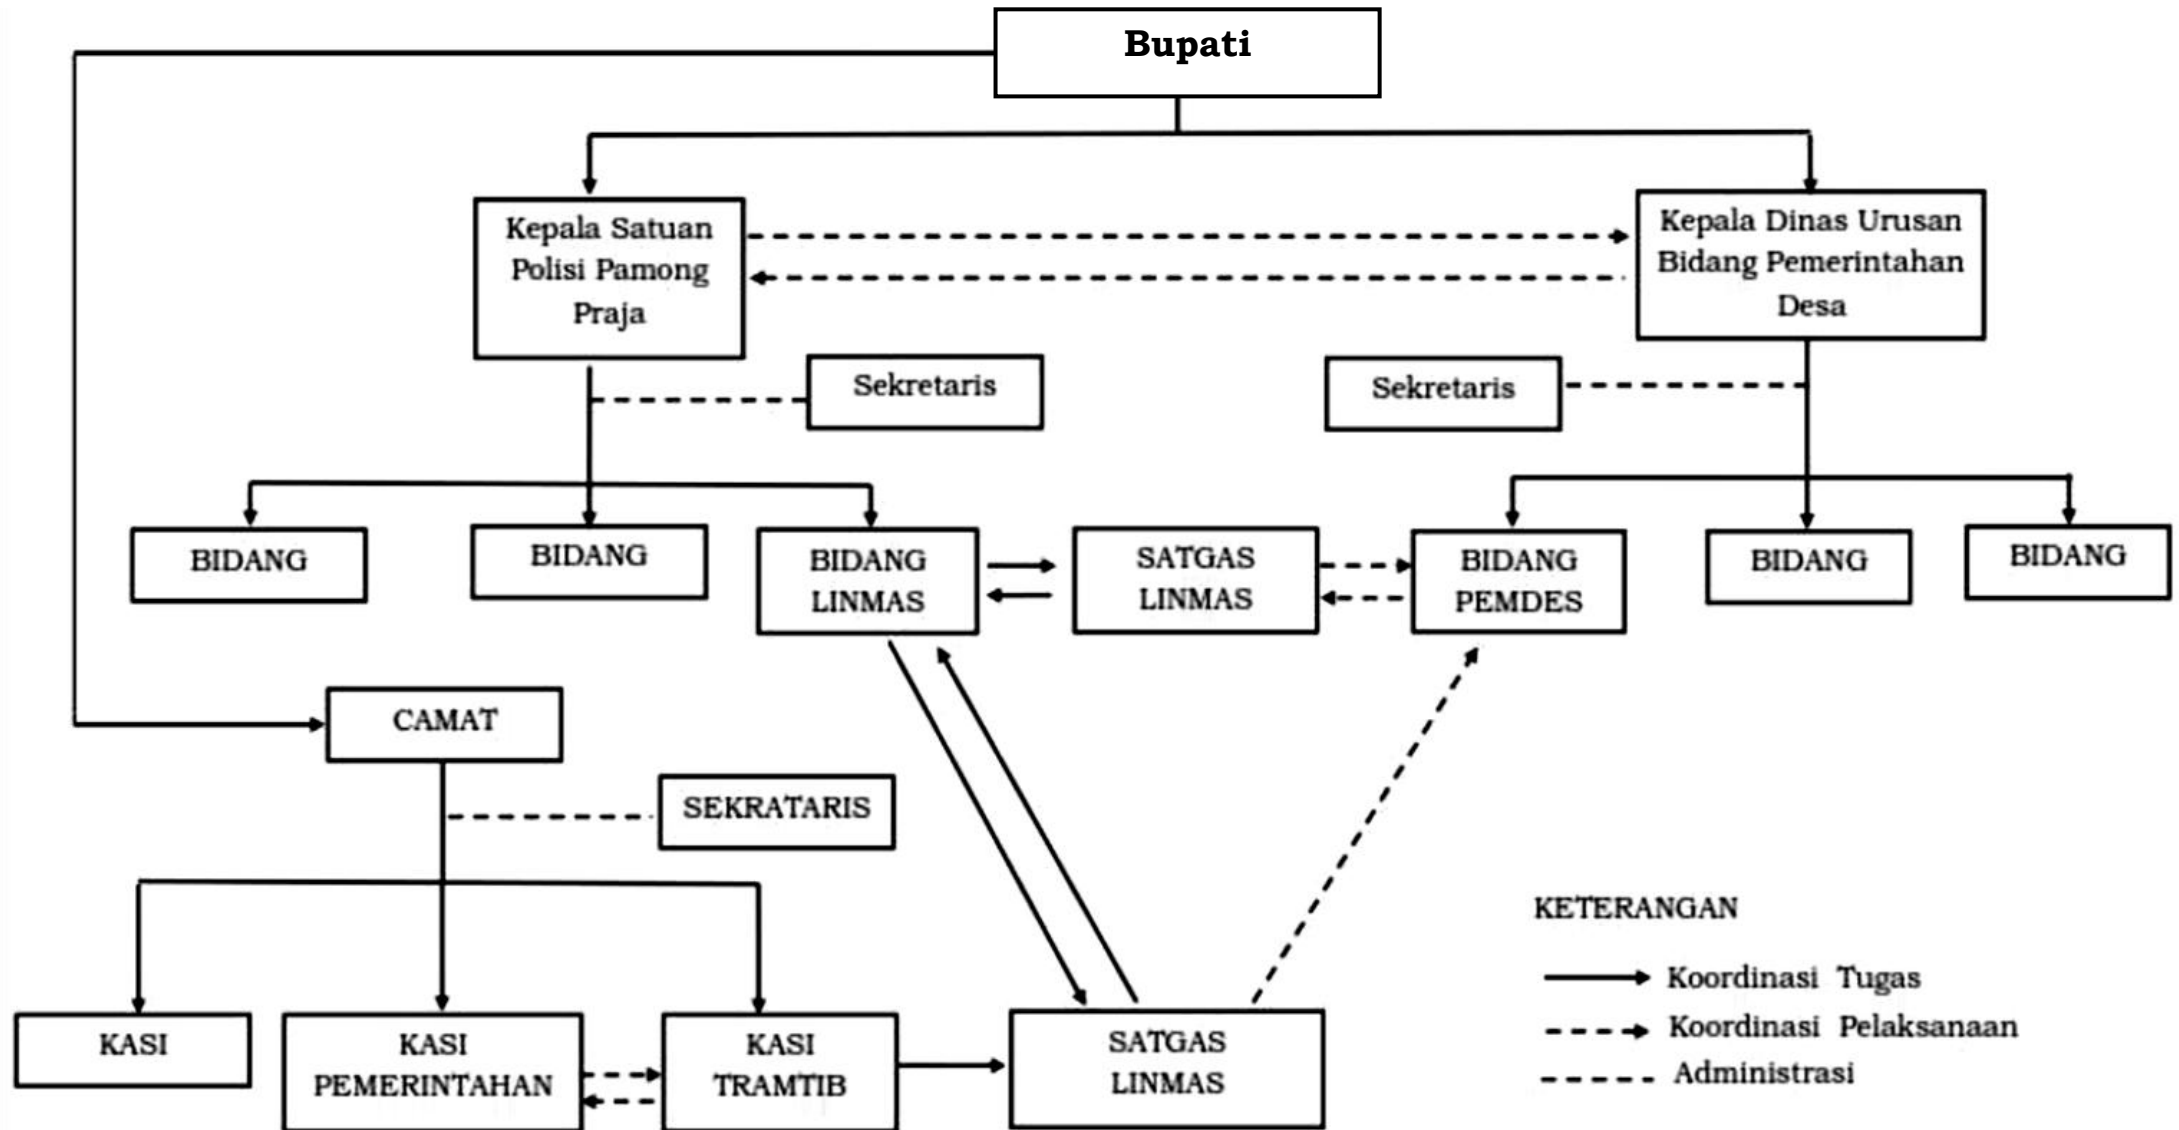 Bupati
Kepala Satuan
Polisi Pamong
Praja
Kepala Dinas Urusan
Bidang Pemerintahan
Desa
Sekretaris
Sekretaris
BIDANG
BIDANG
BIDANG
LINMAS
SATGAS
LINMAS
BIDANG
PEMDES
BIDANG
BIDANG
CAMAT
SEKRATARIS
KASI
KASI
PEMERINTAHAN
KASI
TRAMTIB
SATGAS
LINMAS
KETERANGAN
Koordinasi Tugas
Koordinasi Pelaksanaan
Administrasi